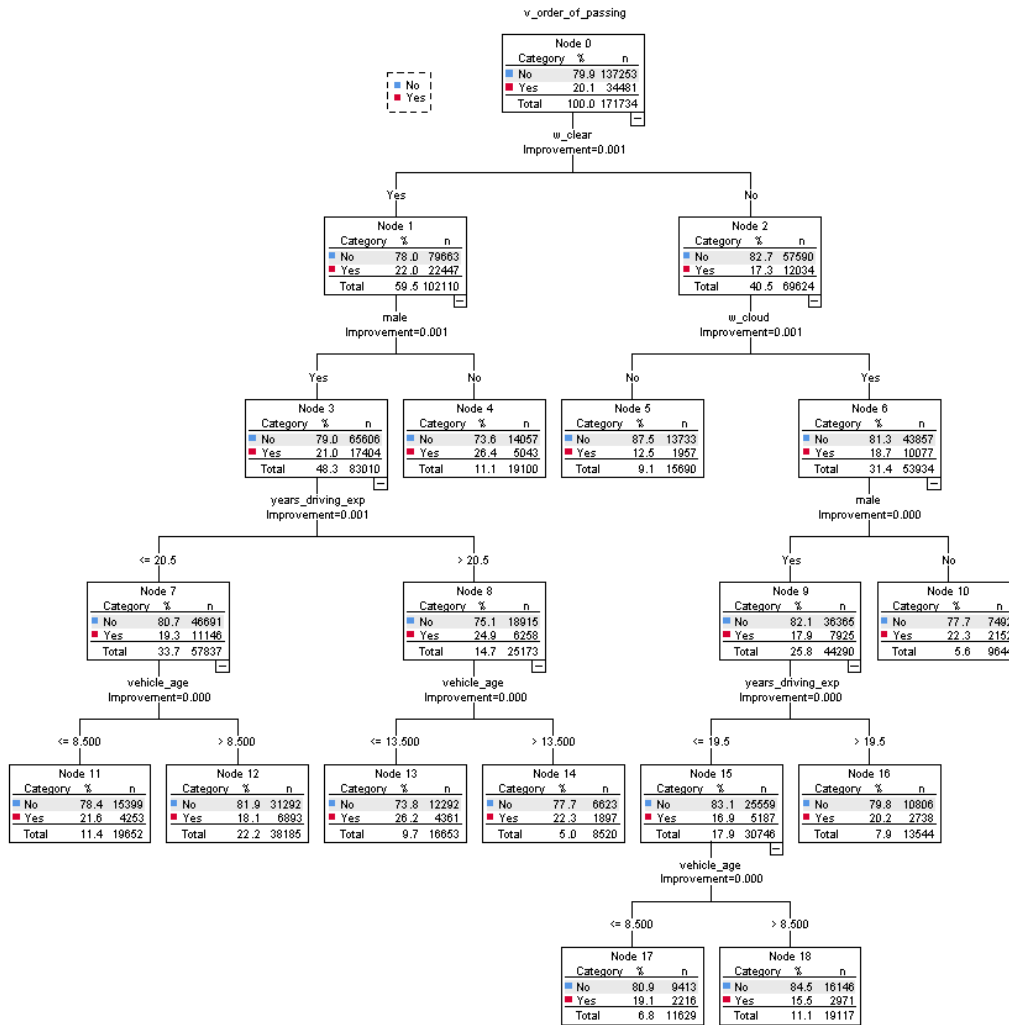 v_order_of_passing
No
Yes
Node 0
Category % n
No 79.9 137253
Yes 20.1 34481
Total 100.0 171734
w_clear
Improvement=0.001
Yes
No
Node 1
Category % n
No 78.0 79663
Yes 22.0 22447
Total 59.5 102110
Node 2
Category % n
No 82.7 57590
Yes 17.3 12034
Total 40.5 69624
male
Improvement=0.001
w_cloud
Improvement=0.001
Yes
No
No
Yes
Node 3
Category % n
No 79.0 65606
Yes 21.0 17404
Total 48.3 83010
Node 4
Category % n
No 73.6 14057
Yes 26.4 5043
Total 11.1 19100
Node 5
Category % n
No 87.5 13733
Yes 12.5 1957
Total 9.1 15690
Node 6
Category % n
No 81.3 43857
Yes 18.7 10077
Total 31.4 53934
years_driving_exp
Improvement=0.001
male
Improvement=0.000
<= 20.5
> 20.5
Yes
No
Node 7
Category % n
No 80.7 46691
Yes 19.3 11146
Total 33.7 57837
Node 8
Category % n
No 75.1 18915
Yes 24.9 6258
Total 14.7 25173
Node 9
Category % n
No 82.1 36365
Yes 17.9 7925
Total 25.8 44290
Node 10
Category % n
No 77.7 7492
Yes 22.3 2152
Total 5.6 9644
vehicle_age
Improvement=0.000
vehicle_age
Improvement=0.000
years_driving_exp
Improvement=0.000
<= 8.500
> 8.500
<= 13.500
> 13.500
<= 19.5
> 19.5
Node 11
Category % n
No 78.4 15399
Yes 21.6 4253
Total 11.4 19652
Node 12
Category % n
No 81.9 31292
Yes 18.1 6893
Total 22.2 38185
Node 13
Category % n
No 73.8 12292
Yes 26.2 4361
Total 9.7 16653
Node 14
Category % n
No 77.7 6623
Yes 22.3 1897
Total 5.0 8520
Node 15
Category % n
No 83.1 25559
Yes 16.9 5187
Total 17.9 30746
Node 16
Category % n
No 79.8 10806
Yes 20.2 2738
Total 7.9 13544
vehicle_age
Improvement=0.000
<= 8.500
> 8.500
Node 17
Category % n
No 80.9 9413
Yes 19.1 2216
Total 6.8 11629
Node 18
Category % n
No 84.5 16146
Yes 15.5 2971
Total 11.1 19117